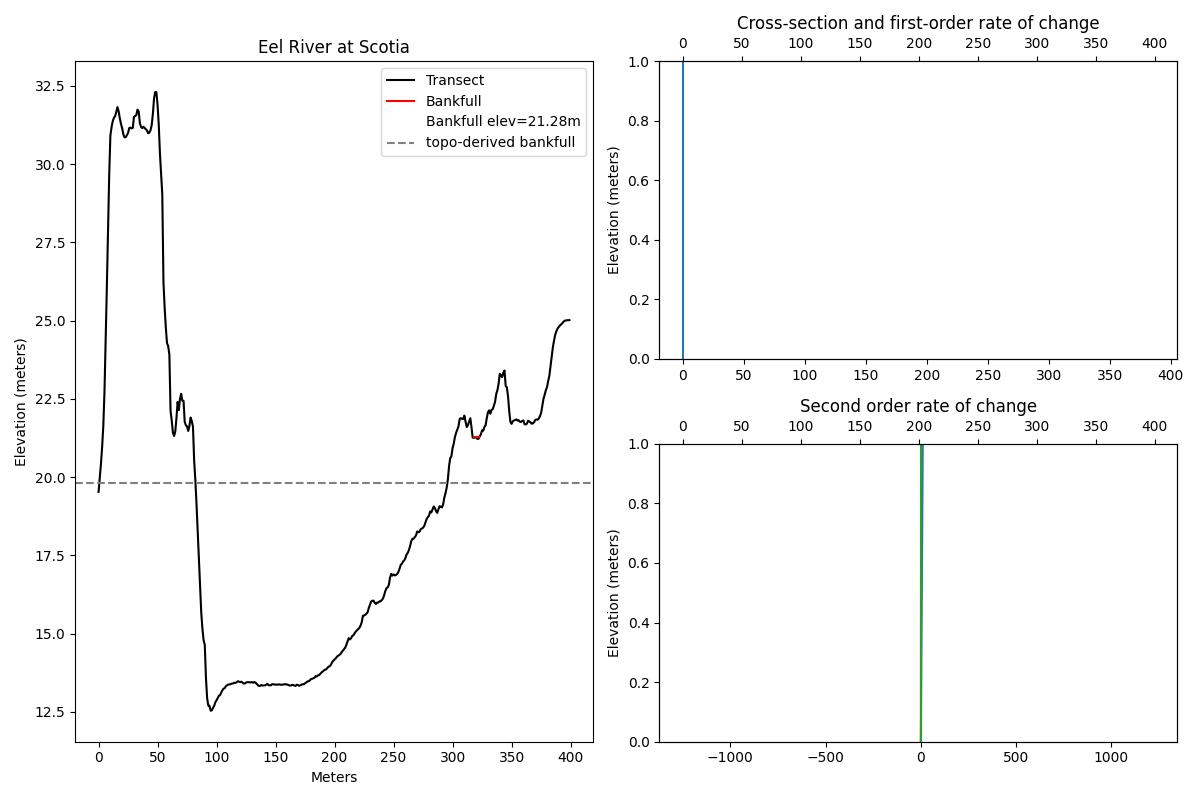 Eel River at Scotia
Transect
Bankfull
Bankfull elev=21.28m
topo-derived bankfull
32.5
30.0
27.5
25.0
22.5
20.0
17.5
15.0
12.5
Elevation (meters)
0 50 100 150 200 250 300 350 400
Meters
Cross-section and first-order rate of change
0 50 100 150 200 250 300 350 400
1.0
0.8
0.6
0.4
0.2
0.0
Elevation (meters)
0 50 100 150 200 250 300 350 400
Second order rate of change
0 50 100 150 200 250 300 350 400
1.0
0.8
0.6
0.4
0.2
0.0
Elevation (meters)
−1000 −500 0 500 1000